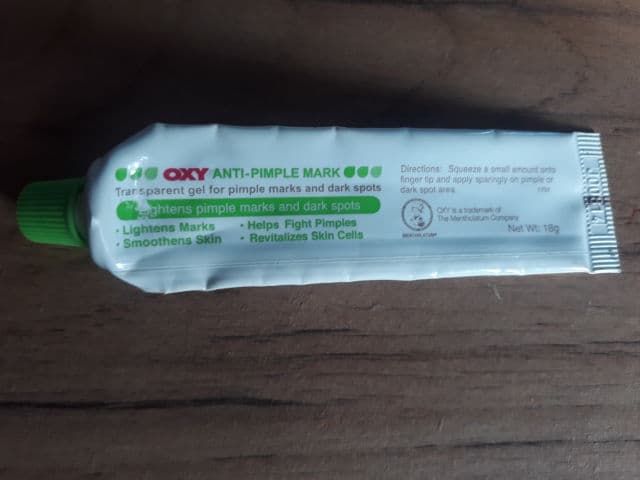 OXY ANTI-PIMPLE MARK
Transparent gel for pimple marks and dark spots
Lightens pimple marks and dark spots
• Lightens Marks • Helps Fight Pimples
• Smoothens Skin • Revitalizes Skin Cells
Directions: Squeeze a small amount onto
finger tip and apply sparingly on pimple or
dark spot area.
OXY is a trademark of
The Mentholatum Company
MENTHOLATUM
Net Wt: 18g